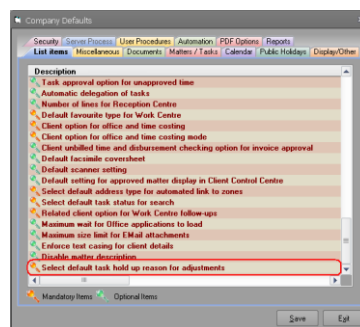 Company Defaults
Security Server Process User Procedures Automation PDF Options Reports
List items Miscellaneous Documents Matters / Tasks Calendar Public Holidays Display/Other
Description
Task approval option for unapproved time
Automatic delegation of tasks
Number of lines for Reception Centre
Default favourite type for Work Centre
Client option for office and time costing
Client option for office and time costing mode
Client unbilled time and disbursement checking option for invoice approval
Default facsimile coversheet
Default scanner setting
Default setting for approved matter display in Client Control Centre
Select default address type for automated link to zones
Select default task status for search
Related client option for Work Centre follow-ups
Maximum wait for Office applications to load
Maximum size limit for EMail attachments
Enforce text casing for client details
Disable matter description
Select default task hold up reason for adjustments
Mandatory Items Optional Items
Save Exit